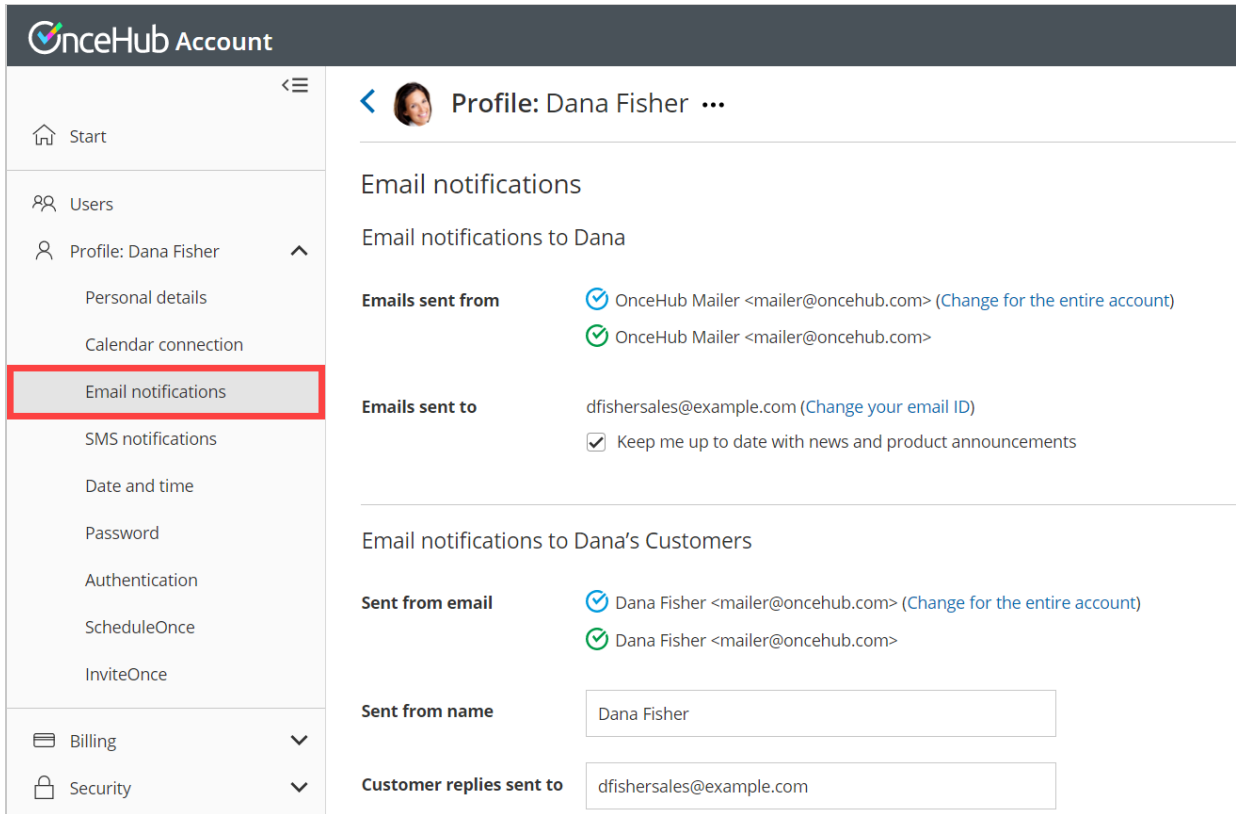 OnceHub Account
Profile: Dana Fisher
Start
Users
Profile: Dana Fisher
Personal details
Calendar connection
Email notifications
SMS notifications
Date and time
Password
Authentication
ScheduleOnce
InviteOnce
Billing
Security
Email notifications
Email notifications to Dana
Emails sent from
OnceHub Mailer <mailer@oncehub.com> (Change for the entire account)
OnceHub Mailer <mailer@oncehub.com>
Emails sent to
dfishersales@example.com (Change your email ID)
Keep me up to date with news and product announcements
Email notifications to Dana’s Customers
Sent from email
Dana Fisher <mailer@oncehub.com> (Change for the entire account)
Dana Fisher <mailer@oncehub.com>
Sent from name
Dana Fisher
Customer replies sent to
dfishersales@example.com